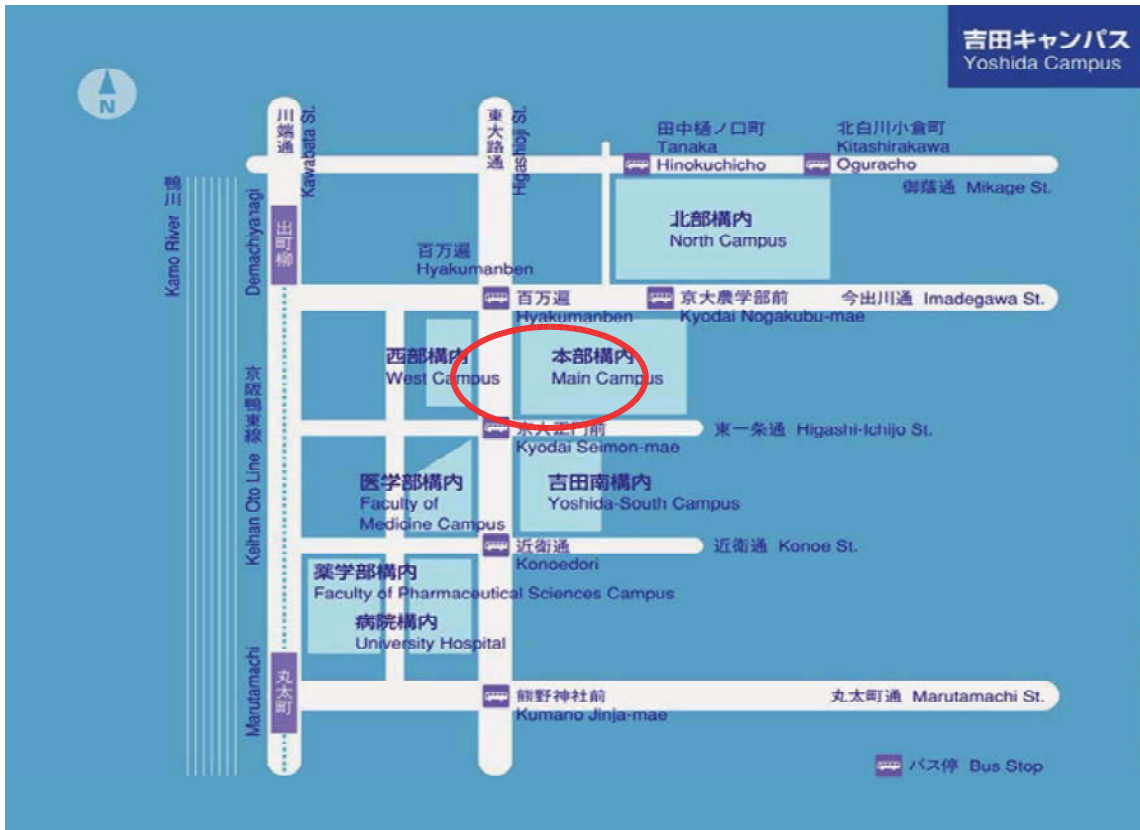 吉田キャンパス
Yoshida Campus
N
川端通
Kawabata St.
東大路通
Higashioji St.
田中樋ノ口町
Tanaka
Hinokuchicho
北白川小倉町
Kitashirakawa
Oguracho
御蔭通 Mikage St.
鴨川
Kamo River
Demachiyanagi
出町柳
北部構内
North Campus
百万遍
Hyakumanben
百万遍
Hyakumanben
京大農学部前
Kyodai Nogakubu-mae
今出川通 Imadegawa St.
西部構内
West Campus
本部構内
Main Campus
京阪鴨東線
Keihan Oto Line
京大正門前
Kyodai Seimon-mae
東一条通 Higashi-Ichijo St.
医学部構内
Faculty of
Medicine Campus
吉田南構内
Yoshida-South Campus
近衛通
Konoedori
近衛通 Konoe St.
薬学部構内
Faculty of Pharmaceutical Sciences Campus
病院構内
University Hospital
Marutamachi
丸太町
熊野神社前
Kumano Jinja-mae
丸太町通 Marutamachi St.
バス停 Bus Stop